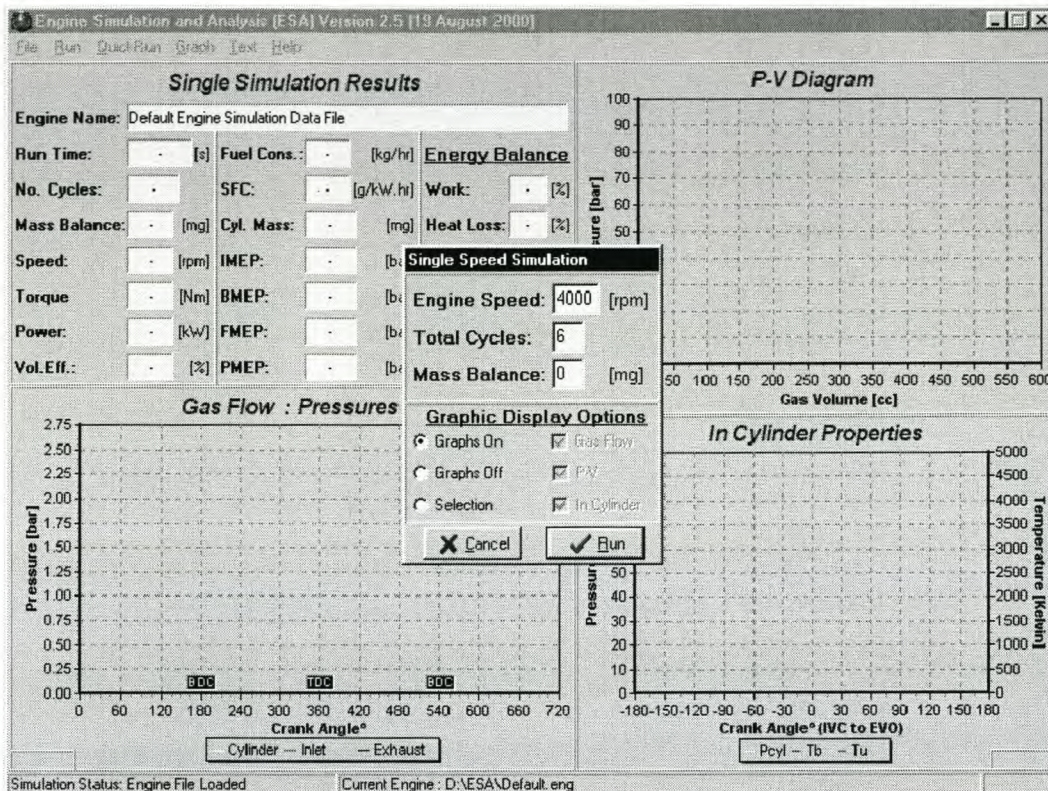 Engine Simulation and Analysis (ESA) Version 2.5 [19 August 2000]
File Run Quick-Run Graph Text Help
Single Simulation Results
Engine Name: Default Engine Simulation Data File
Run Time: - [s] Fuel Cons.: - [kg/hr] Energy Balance
No. Cycles: - SFC: - [g/kW.hr] Work: - [%]
Mass Balance: - [mg] Cyl. Mass: - [mg] Heat Loss: - [%]
Speed: - [rpm] IMEP: - [ba
Torque - [Nm] BMEP: - [ba
Power: - [kW] FMEP: - [ba
Vol.Eff.: - [%] PMEP: - [ba
P-V Diagram
100
90
80
70
60
50
sure [bar]
50 100 150 200 250 300 350 400 450 500 550 600
Gas Volume [cc]
Single Speed Simulation
Engine Speed: 4000 [rpm]
Total Cycles: 6
Mass Balance: 0 [mg]
Graphic Display Options
Graphs On Gas Flow
Graphs Off P-V
Selection In Cylinder
Cancel Run
Gas Flow : Pressures
2.75
2.50
2.25
2.00
1.75
1.50
1.25
1.00
0.75
0.50
0.25
0.00
Pressure [bar]
BDC TDC BDC
0 60 120 180 240 300 360 420 480 540 600 660 720
Crank Angle°
Cylinder Inlet Exhaust
In Cylinder Properties
5000
4500
4000
3500
3000
2500
2000
1500
1000
500
0
Temperature [Kelvin]
50
40
30
20
10
0
Pressure
-180 -150 -120 -90 -60 -30 0 30 60 90 120 150 180
Crank Angle° (IVC to EVO)
Pcyl Tb Tu
Simulation Status: Engine File Loaded
Current Engine : D:\ESA\Default.eng